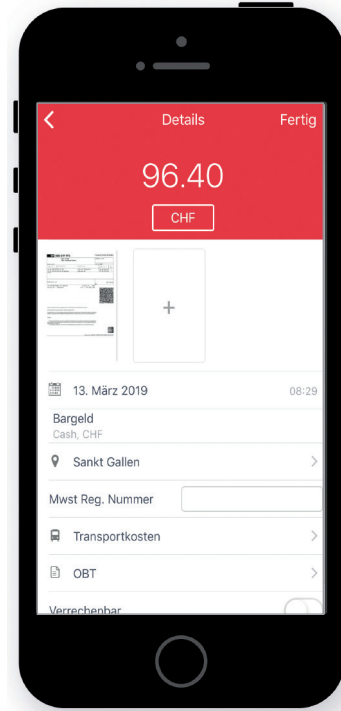 Details
Fertig
96.40
CHF
+
13. März 2019
08:29
Bargeld
Cash, CHF
Sankt Gallen
Mwst Reg. Nummer
Transportkosten
OBT
Verrechenbar